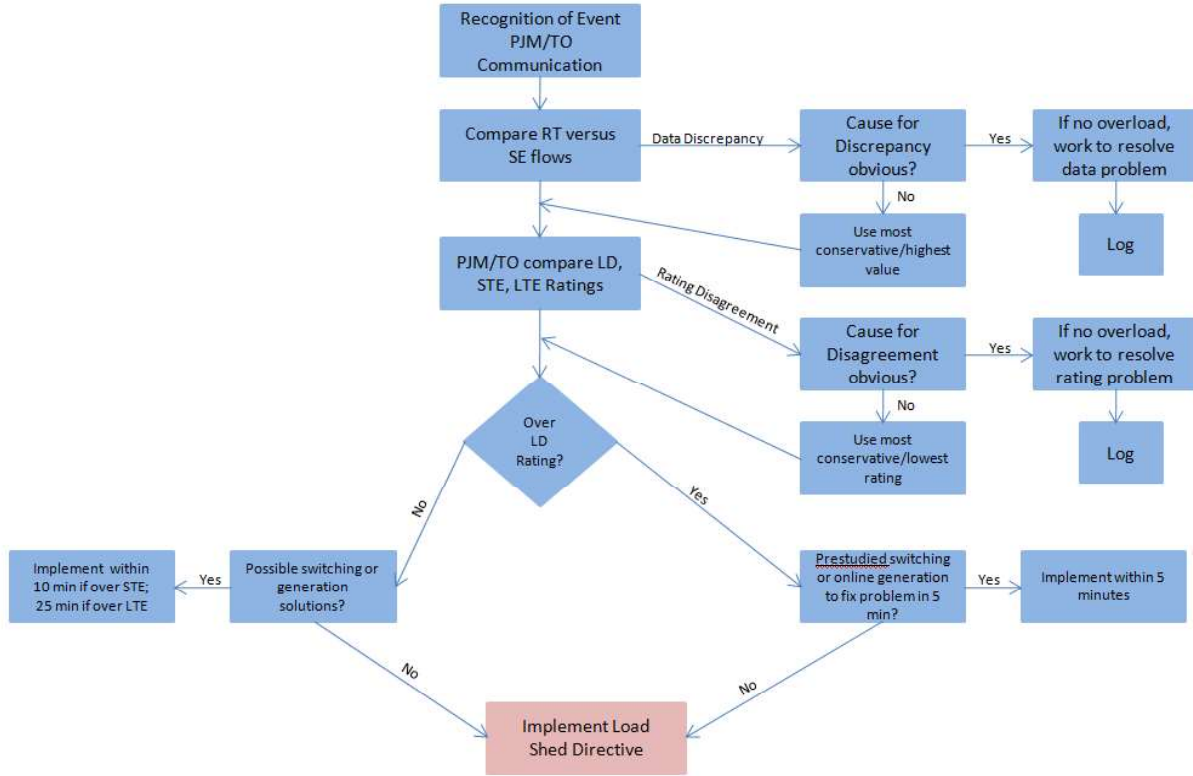 Recognition of Event
PJM/TO
Communication
Compare RT versus
SE flows
Data Discrepancy
Cause for
Discrepancy
obvious?
Yes
If no overload,
work to resolve
data problem
No
Use most
conservative/highest
value
Log
PJM/TO compare LD,
STE, LTE Ratings
Rating Disagreement
Cause for
Disagreement
obvious?
Yes
If no overload,
work to resolve
rating problem
No
Use most
conservative/lowest
rating
Log
Over
LD
Rating?
No
Yes
Implement within
10 min if over STE;
25 min if over LTE
Yes
Possible switching or
generation
solutions?
Prestudied switching
or online generation
to fix problem in 5
min?
Yes
Implement within 5
minutes
No
No
Implement Load
Shed Directive